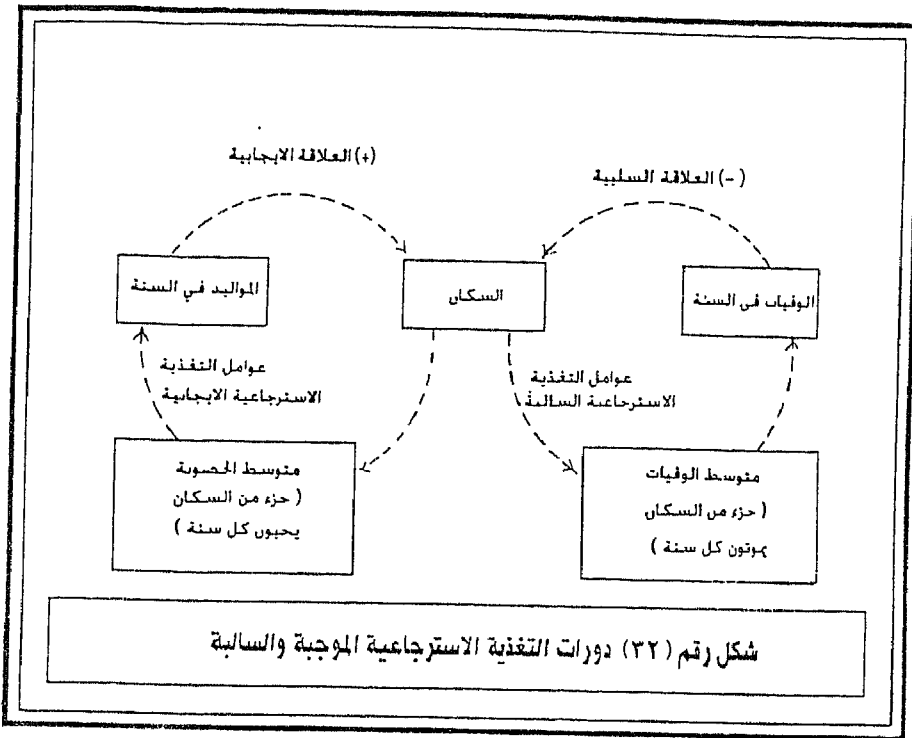 (+) العلاقة الايجابية
(-) العلاقة السلبية
المواليد في السنة
السكان
الوفيات فى السنة
عوامل التغذية
الاسترجاعية الايجابية
عوامل التغذية
الاسترجاعية السالبة
متوسط الخصوبة
( جزء من السكان
يحبون كل سنة )
متوسط الوفيات
( جزء من السكان
يموتون كل سنة )
شكل رقم (٣٢) دورات التغذية الاسترجاعية الموجبة والسالبة